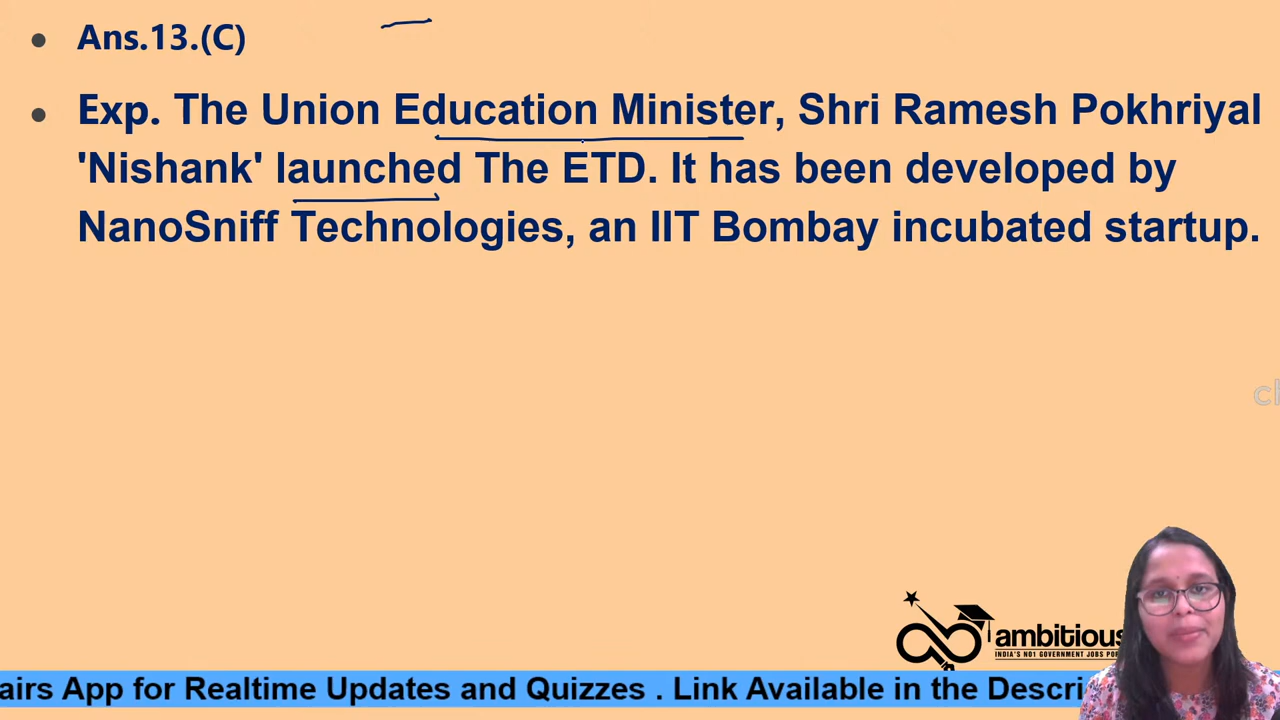 Ans.13.(C)
Exp. The Union Education Minister, Shri Ramesh Pokhriyal
'Nishank' launched The ETD. It has been developed by
NanoSniff Technologies, an IIT Bombay incubated startup.
ambitious
INDIA'S NO1 GOVERNMENT JOBS
airs App for Realtime Updates and Quizzes . Link Available in the Descri